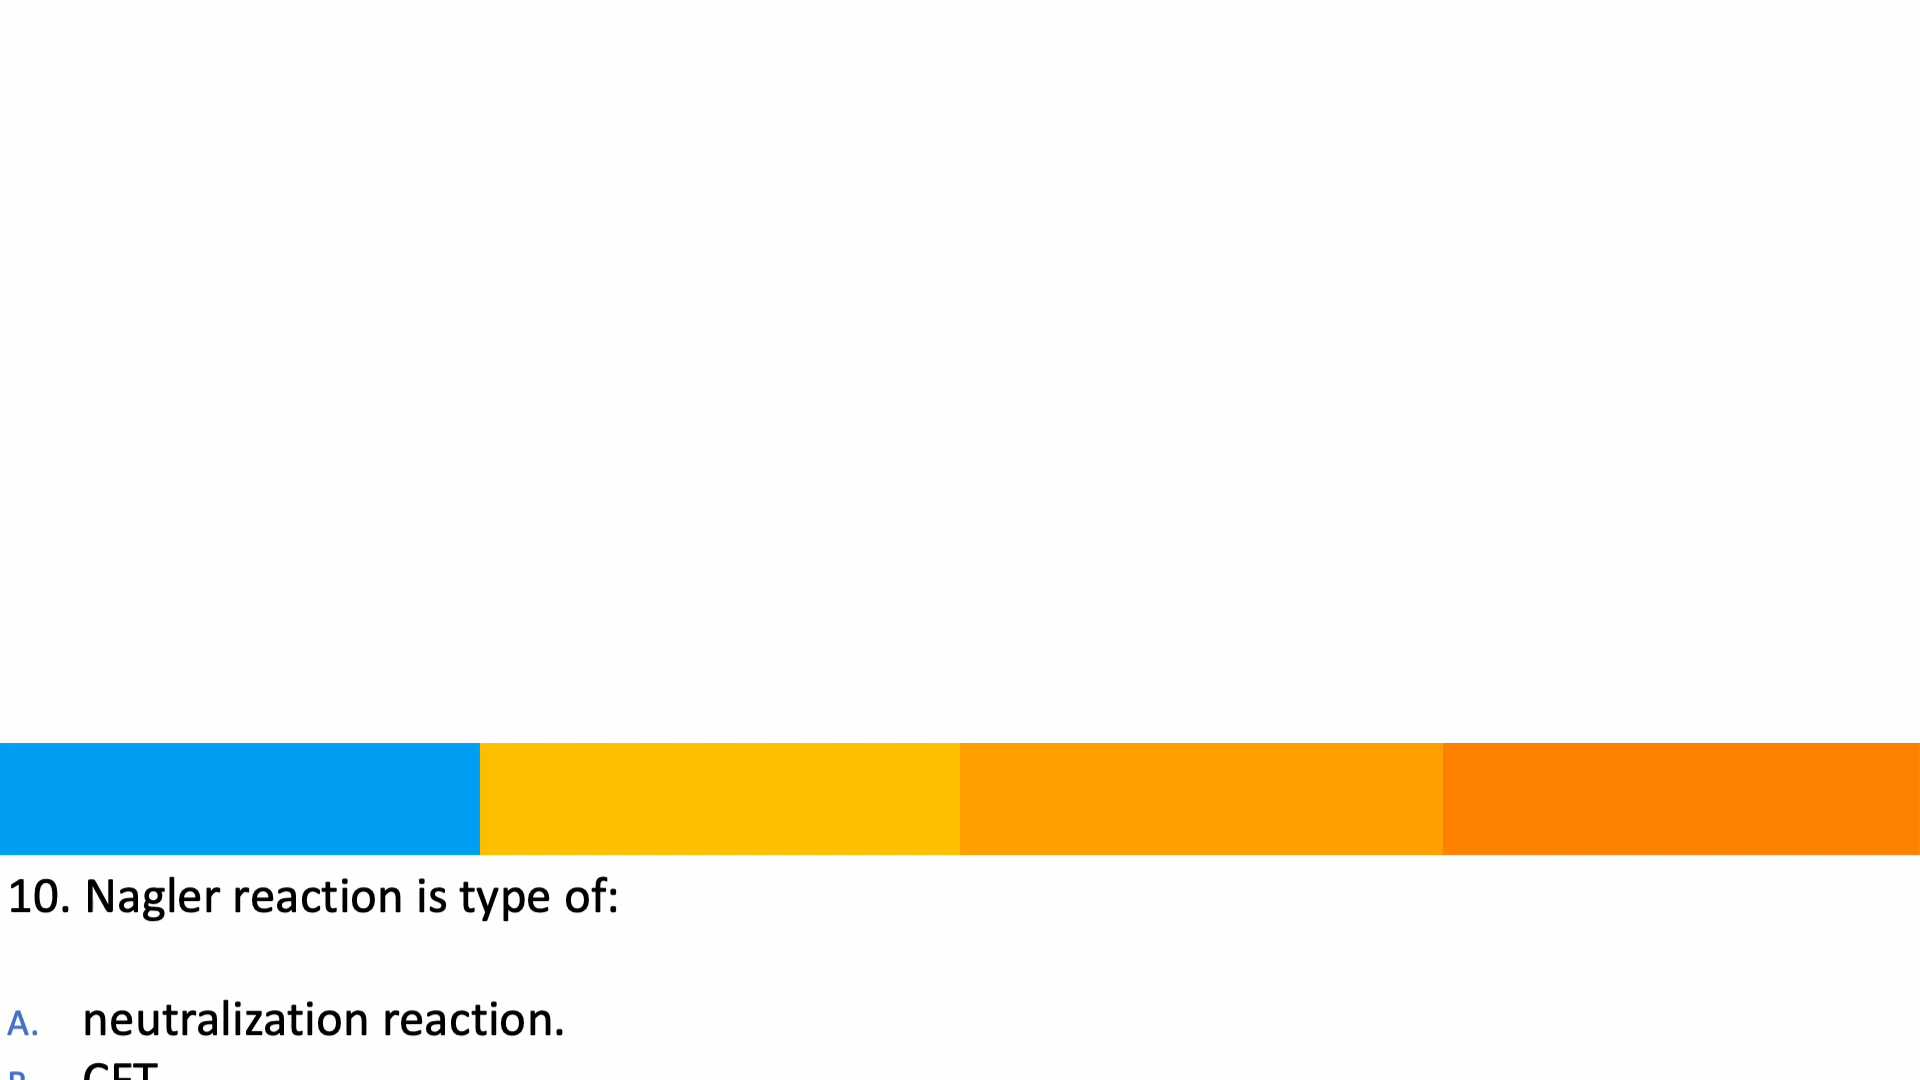 10. Nagler reaction is type of:
A. neutralization reaction.